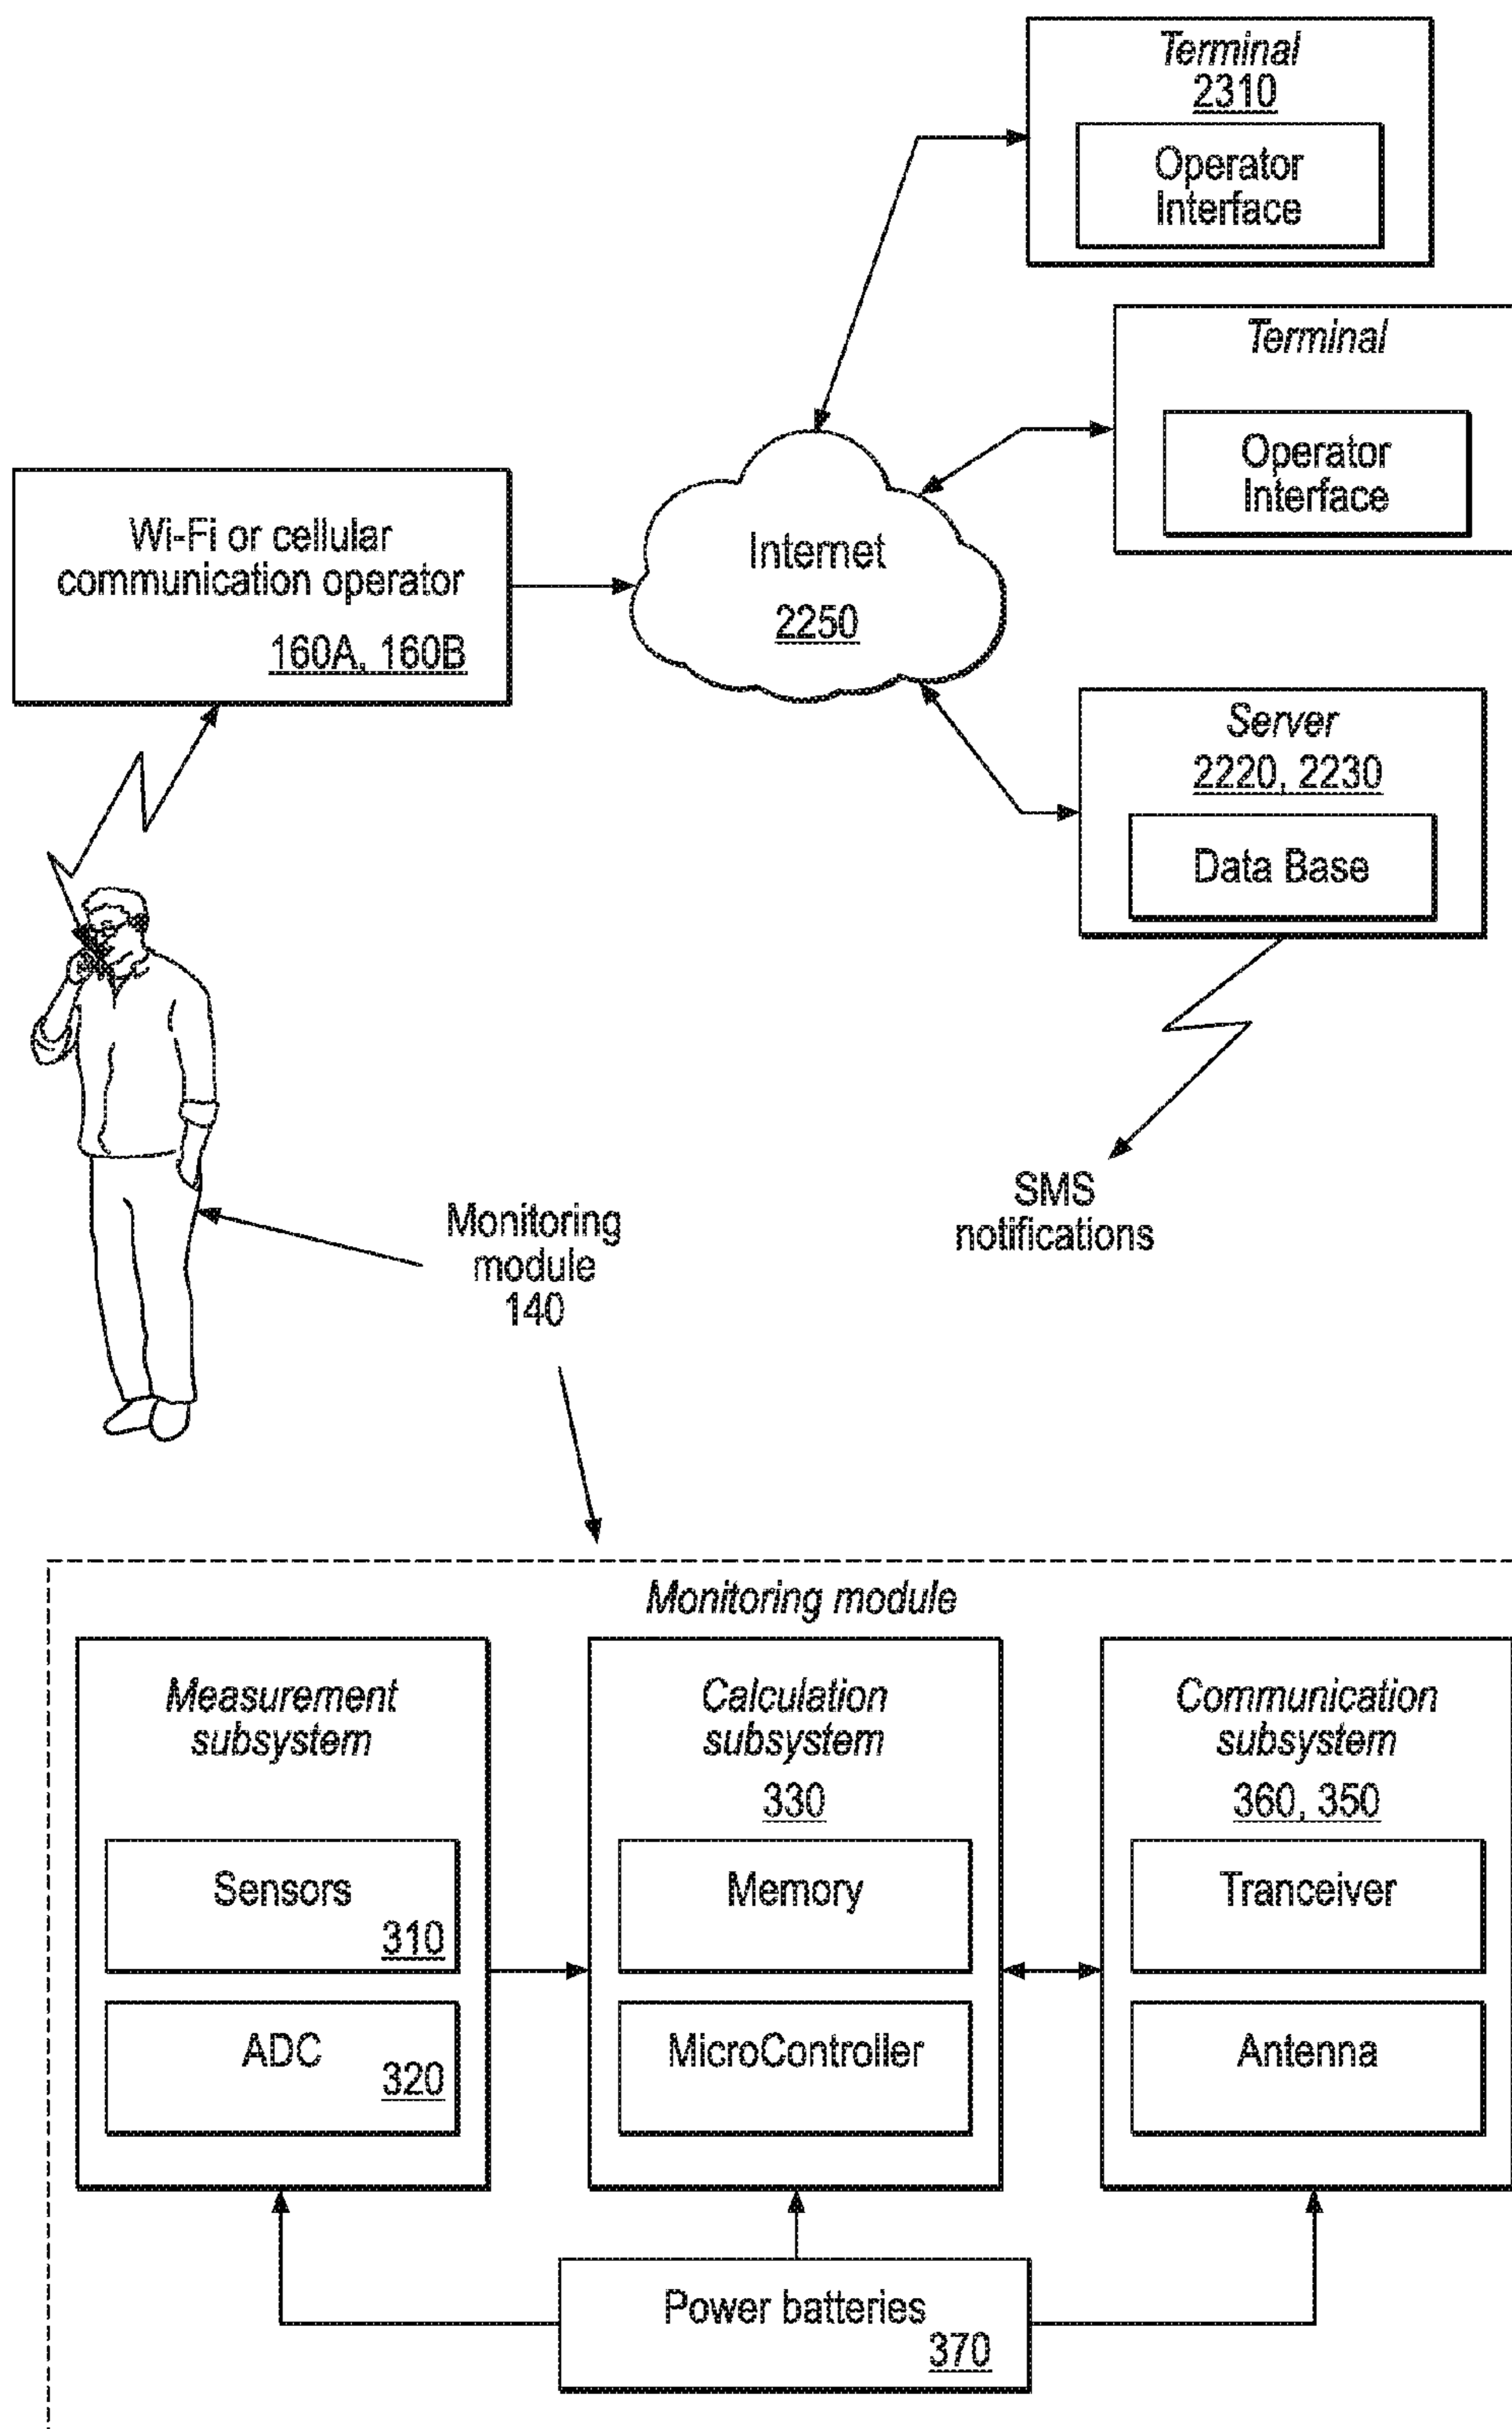 Terminal
2310
Operator
Interface
Terminal
Operator
Interface
Wi-Fi or cellular
communication operator
160A, 160B
Internet
2250
Server
2220, 2230
Data Base
SMS
notifications
Monitoring
module
140
Monitoring module
Measurement
subsystem
Sensors
310
ADC
320
Calculation
subsystem
330
Memory
MicroController
Communication
subsystem
360, 350
Tranceiver
Antenna
Power batteries
370